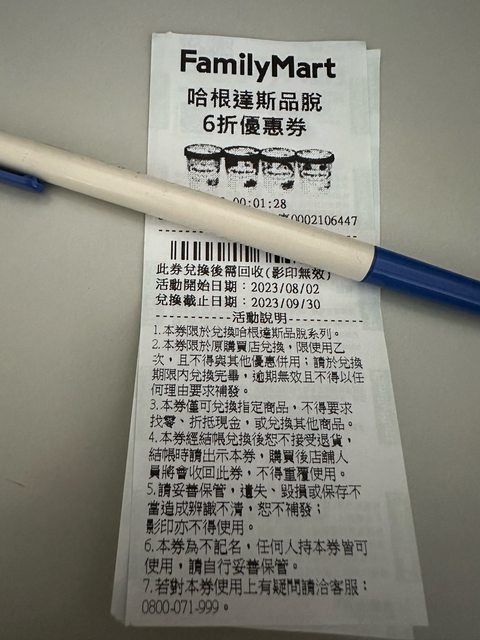 FamilyMart
哈根達斯品脫
6折優惠券
00:01:28
0002106447
此券兌換後需回收(影印無效)
活動開始日期：2023/08/02
兌換截止日期：2023/09/30
活動說明
1.本券限於兌換哈根達斯品脫系列。
2.本券限於原購買店兌換，限使用乙
次，且不得與其他優惠併用；請於兌換
期限內兌換完畢，逾期無效且不得以任
何理由要求補發。
3.本券僅可兌換指定商品，不得要求
找零、折抵現金，或兌換其他商品。
4.本券經結帳兌換後恕不接受退貨，
結帳時請出示本券，購買後店舖人
員將會收回此券，不得重覆使用。
5.請妥善保管，遺失、毀損或保存不
當造成辨識不清，恕不補發；
影印亦不得使用。
6.本券為不記名，任何人持本券皆可
使用，請自行妥善保管。
7.若對本券使用上有疑問請洽客服：
0800-071-999。